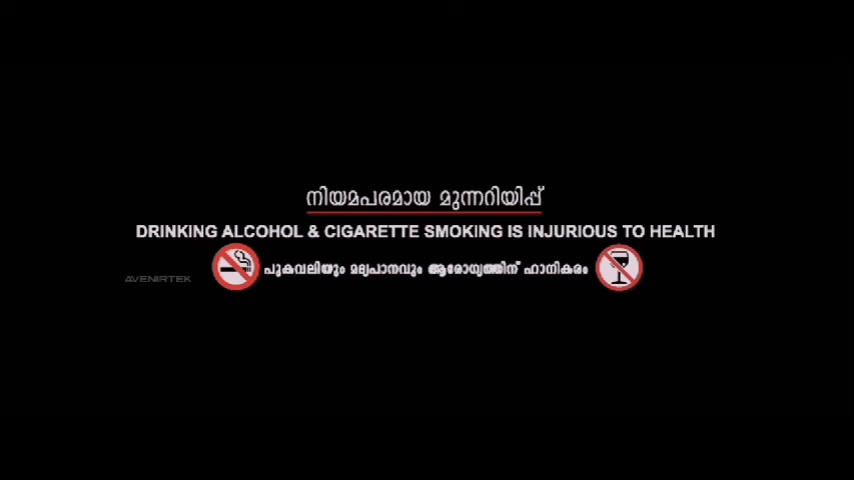 നിയമപരമായ മുന്നറിയിപ്പ്
DRINKING ALCOHOL & CIGARETTE SMOKING IS INJURIOUS TO HEALTH
പുകവലിയും മദ്യപാനവും ആരോഗ്യത്തിന് ഹാനികരം
AVENIRTEK